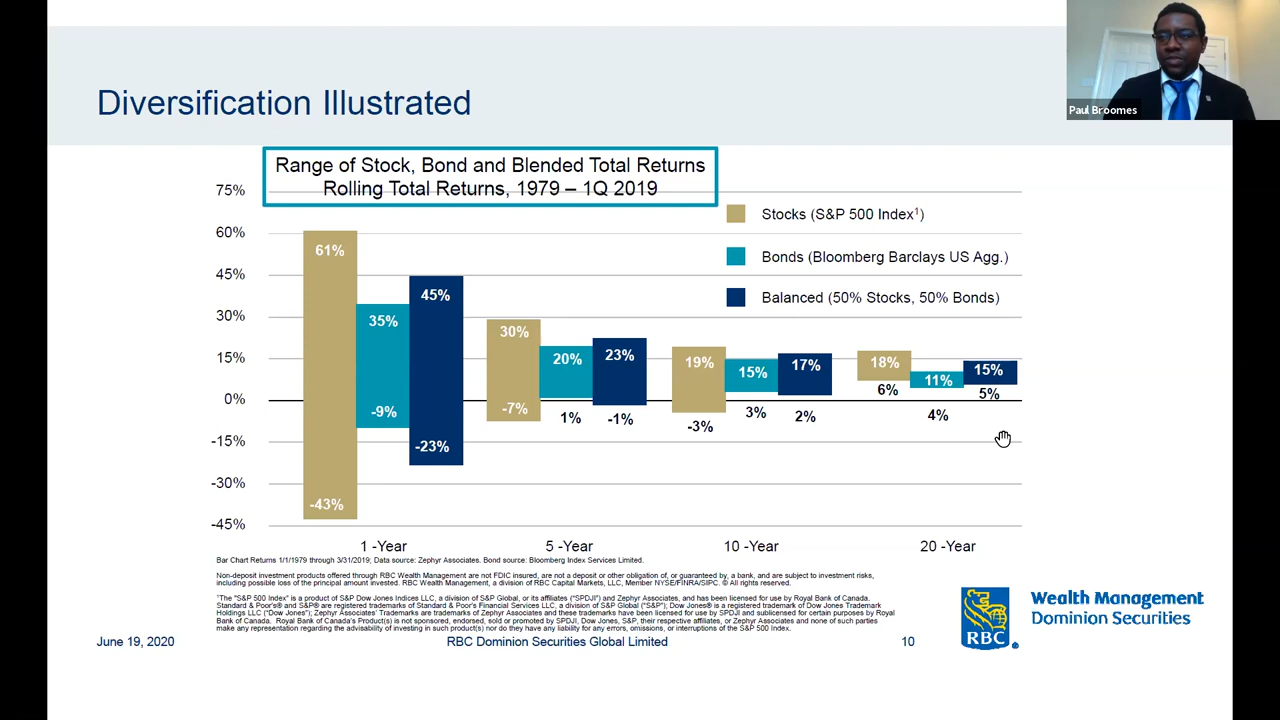 Diversification Illustrated
Paul Broomes
Range of Stock, Bond and Blended Total Returns
Rolling Total Returns, 1979 – 1Q 2019
75%
60%
45%
30%
15%
0%
-15%
-30%
-45%
Stocks (S&P 500 Index¹)
Bonds (Bloomberg Barclays US Agg.)
Balanced (50% Stocks, 50% Bonds)
61%
35%
45%
-9%
-23%
-43%
30%
20%
23%
-7%
1%
-1%
19%
15%
17%
-3%
3%
2%
18%
11%
15%
6%
4%
5%
1 -Year
5 -Year
10 -Year
20 -Year
Bar Chart Returns 1/1/1979 through 3/31/2019; Data source: Zephyr Associates. Bond source: Bloomberg Index Services Limited.
Non-deposit investment products offered through RBC Wealth Management are not FDIC insured, are not a deposit or other obligation of, or guaranteed by, a bank, and are subject to investment risks,
including possible loss of the principal amount invested. RBC Wealth Management, a division of RBC Capital Markets, LLC, Member NYSE/FINRA/SIPC. © All rights reserved.
¹The "S&P 500 Index" is a product of S&P Dow Jones Indices LLC, a division of S&P Global, or its affiliates ("SPDJI") and Zephyr Associates, and has been licensed for use by Royal Bank of Canada.
Standard & Poor's® and S&P® are registered trademarks of Standard & Poor's Financial Services LLC, a division of S&P Global ("S&P"); Dow Jones® is a registered trademark of Dow Jones Trademark
Holdings LLC ("Dow Jones"); Zephyr Associates' Trademarks are trademarks of Zephyr Associates and these trademarks have been licensed for use by SPDJI and sublicensed for certain purposes by Royal
Bank of Canada. Royal Bank of Canada's Product(s) is not sponsored, endorsed, sold or promoted by SPDJI, Dow Jones, S&P, their respective affiliates, or Zephyr Associates and none of such parties
make any representation regarding the advisability of investing in such product(s) nor do they have any liability for any errors, omissions, or interruptions of the S&P 500 Index.
June 19, 2020
RBC Dominion Securities Global Limited
10
RBC
®
Wealth Management
Dominion Securities